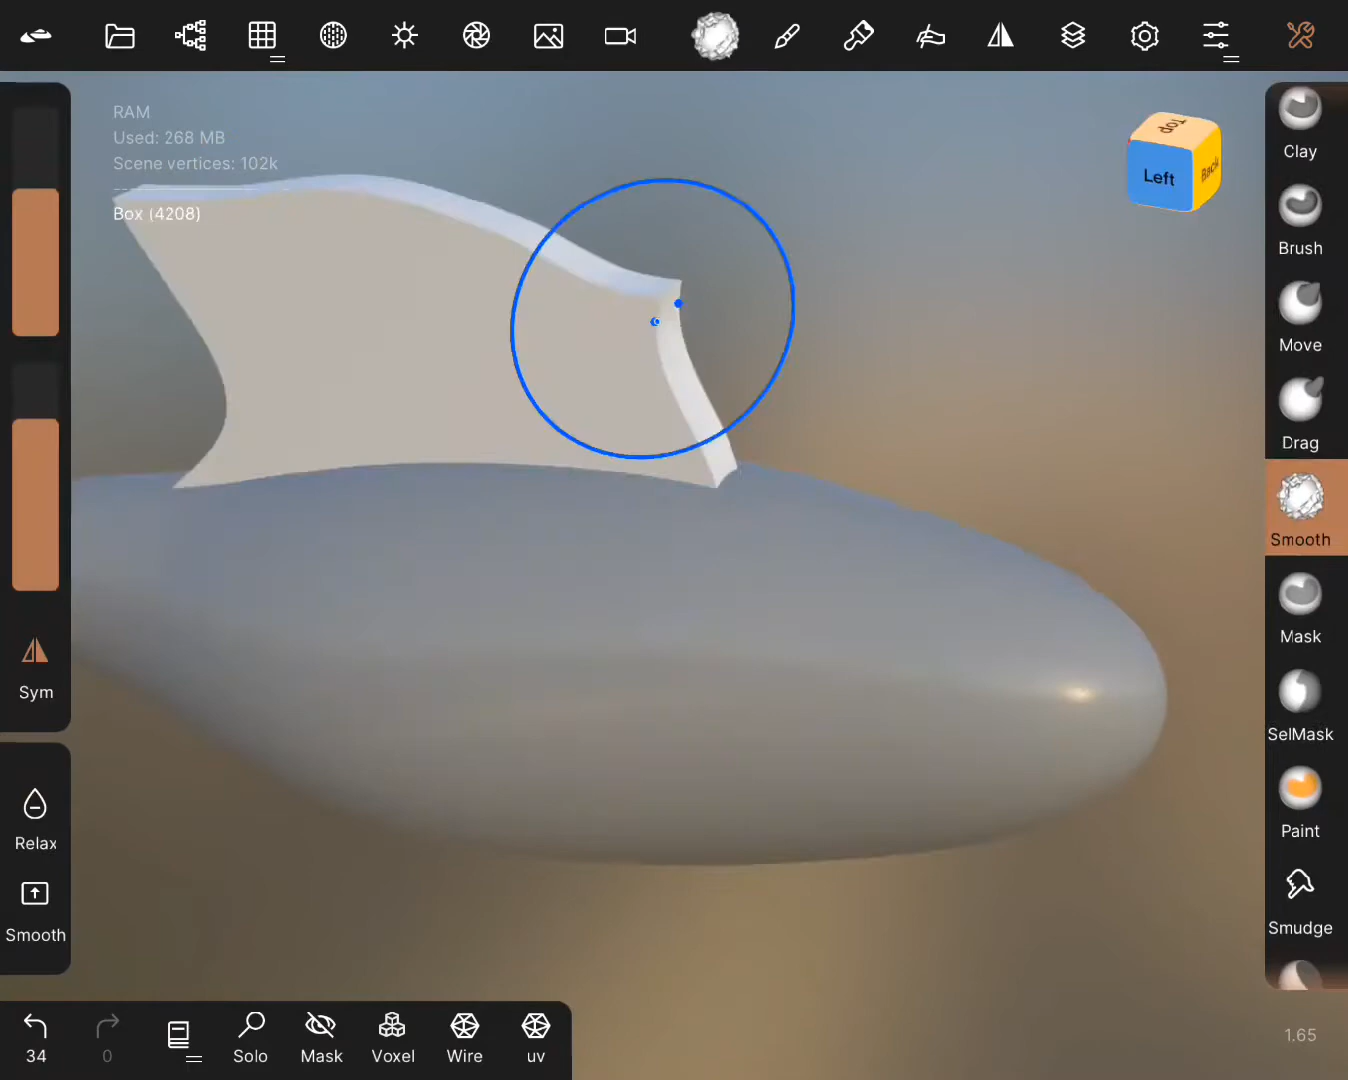 RAM
Used: 268 MB
Scene vertices: 102k
Box (4208)
Top
Left
Back
Clay
Brush
Move
Drag
Smooth
Mask
SelMask
Paint
Smudge
Sym
Relax
Smooth
34
0
Solo
Mask
Voxel
Wire
uv
1.65